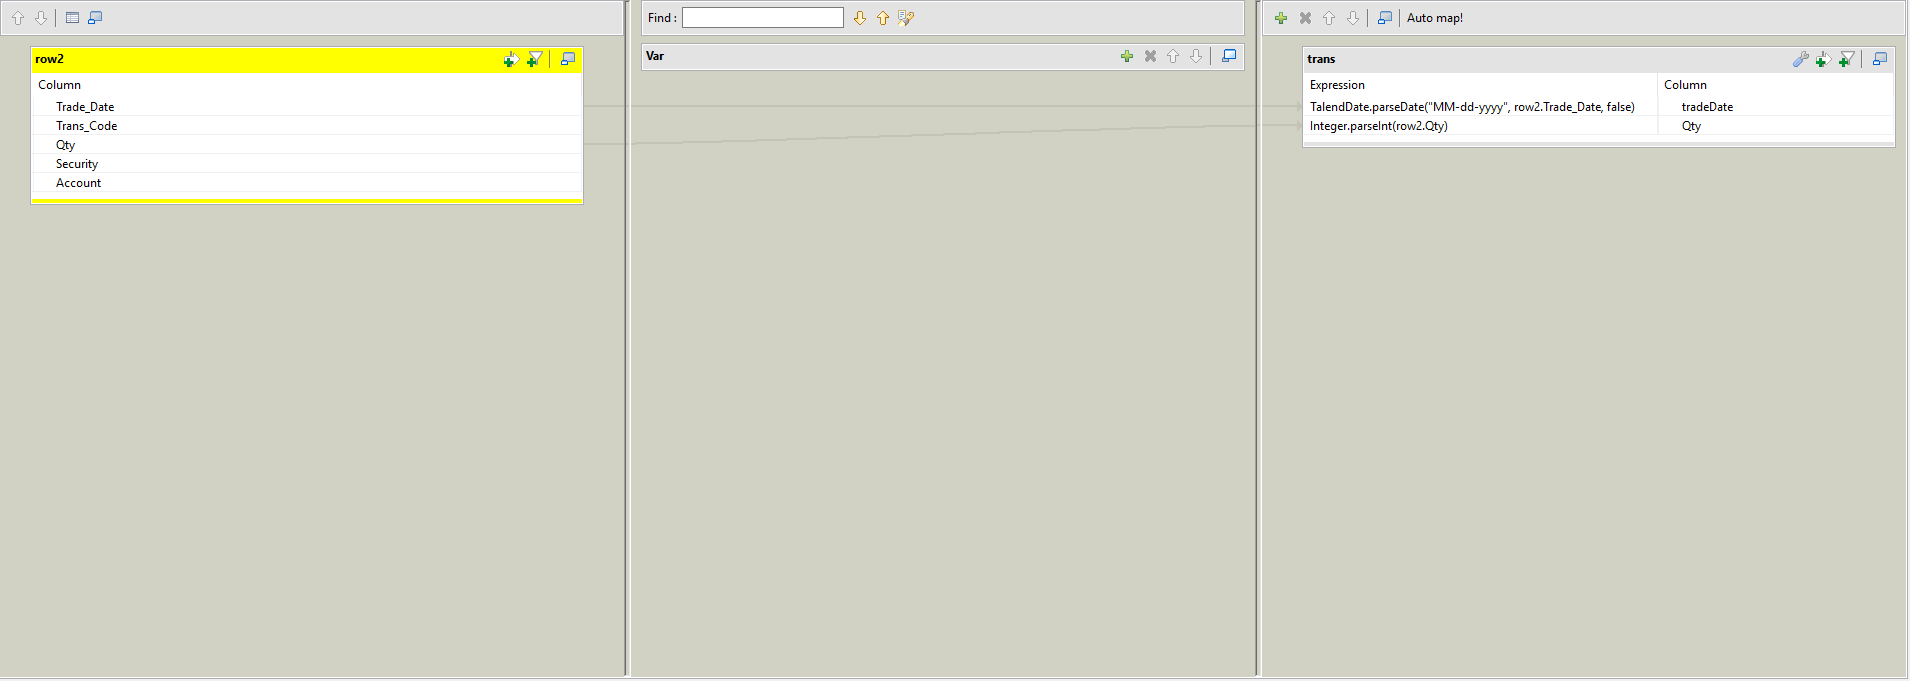 Find :
Auto map!
row2
Column
Trade_Date
Trans_Code
Qty
Security
Account
Var
trans
Expression Column
TalendDate.parseDate("MM-dd-yyyy", row2.Trade_Date, false) tradeDate
Integer.parseInt(row2.Qty) Qty